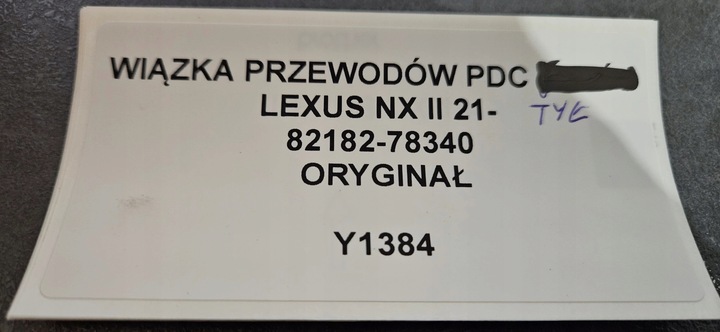 WIĄZKA PRZEWODÓW PDC
LEXUS NX II 21- TYŁ
82182-78340
ORYGINAŁ
Y1384